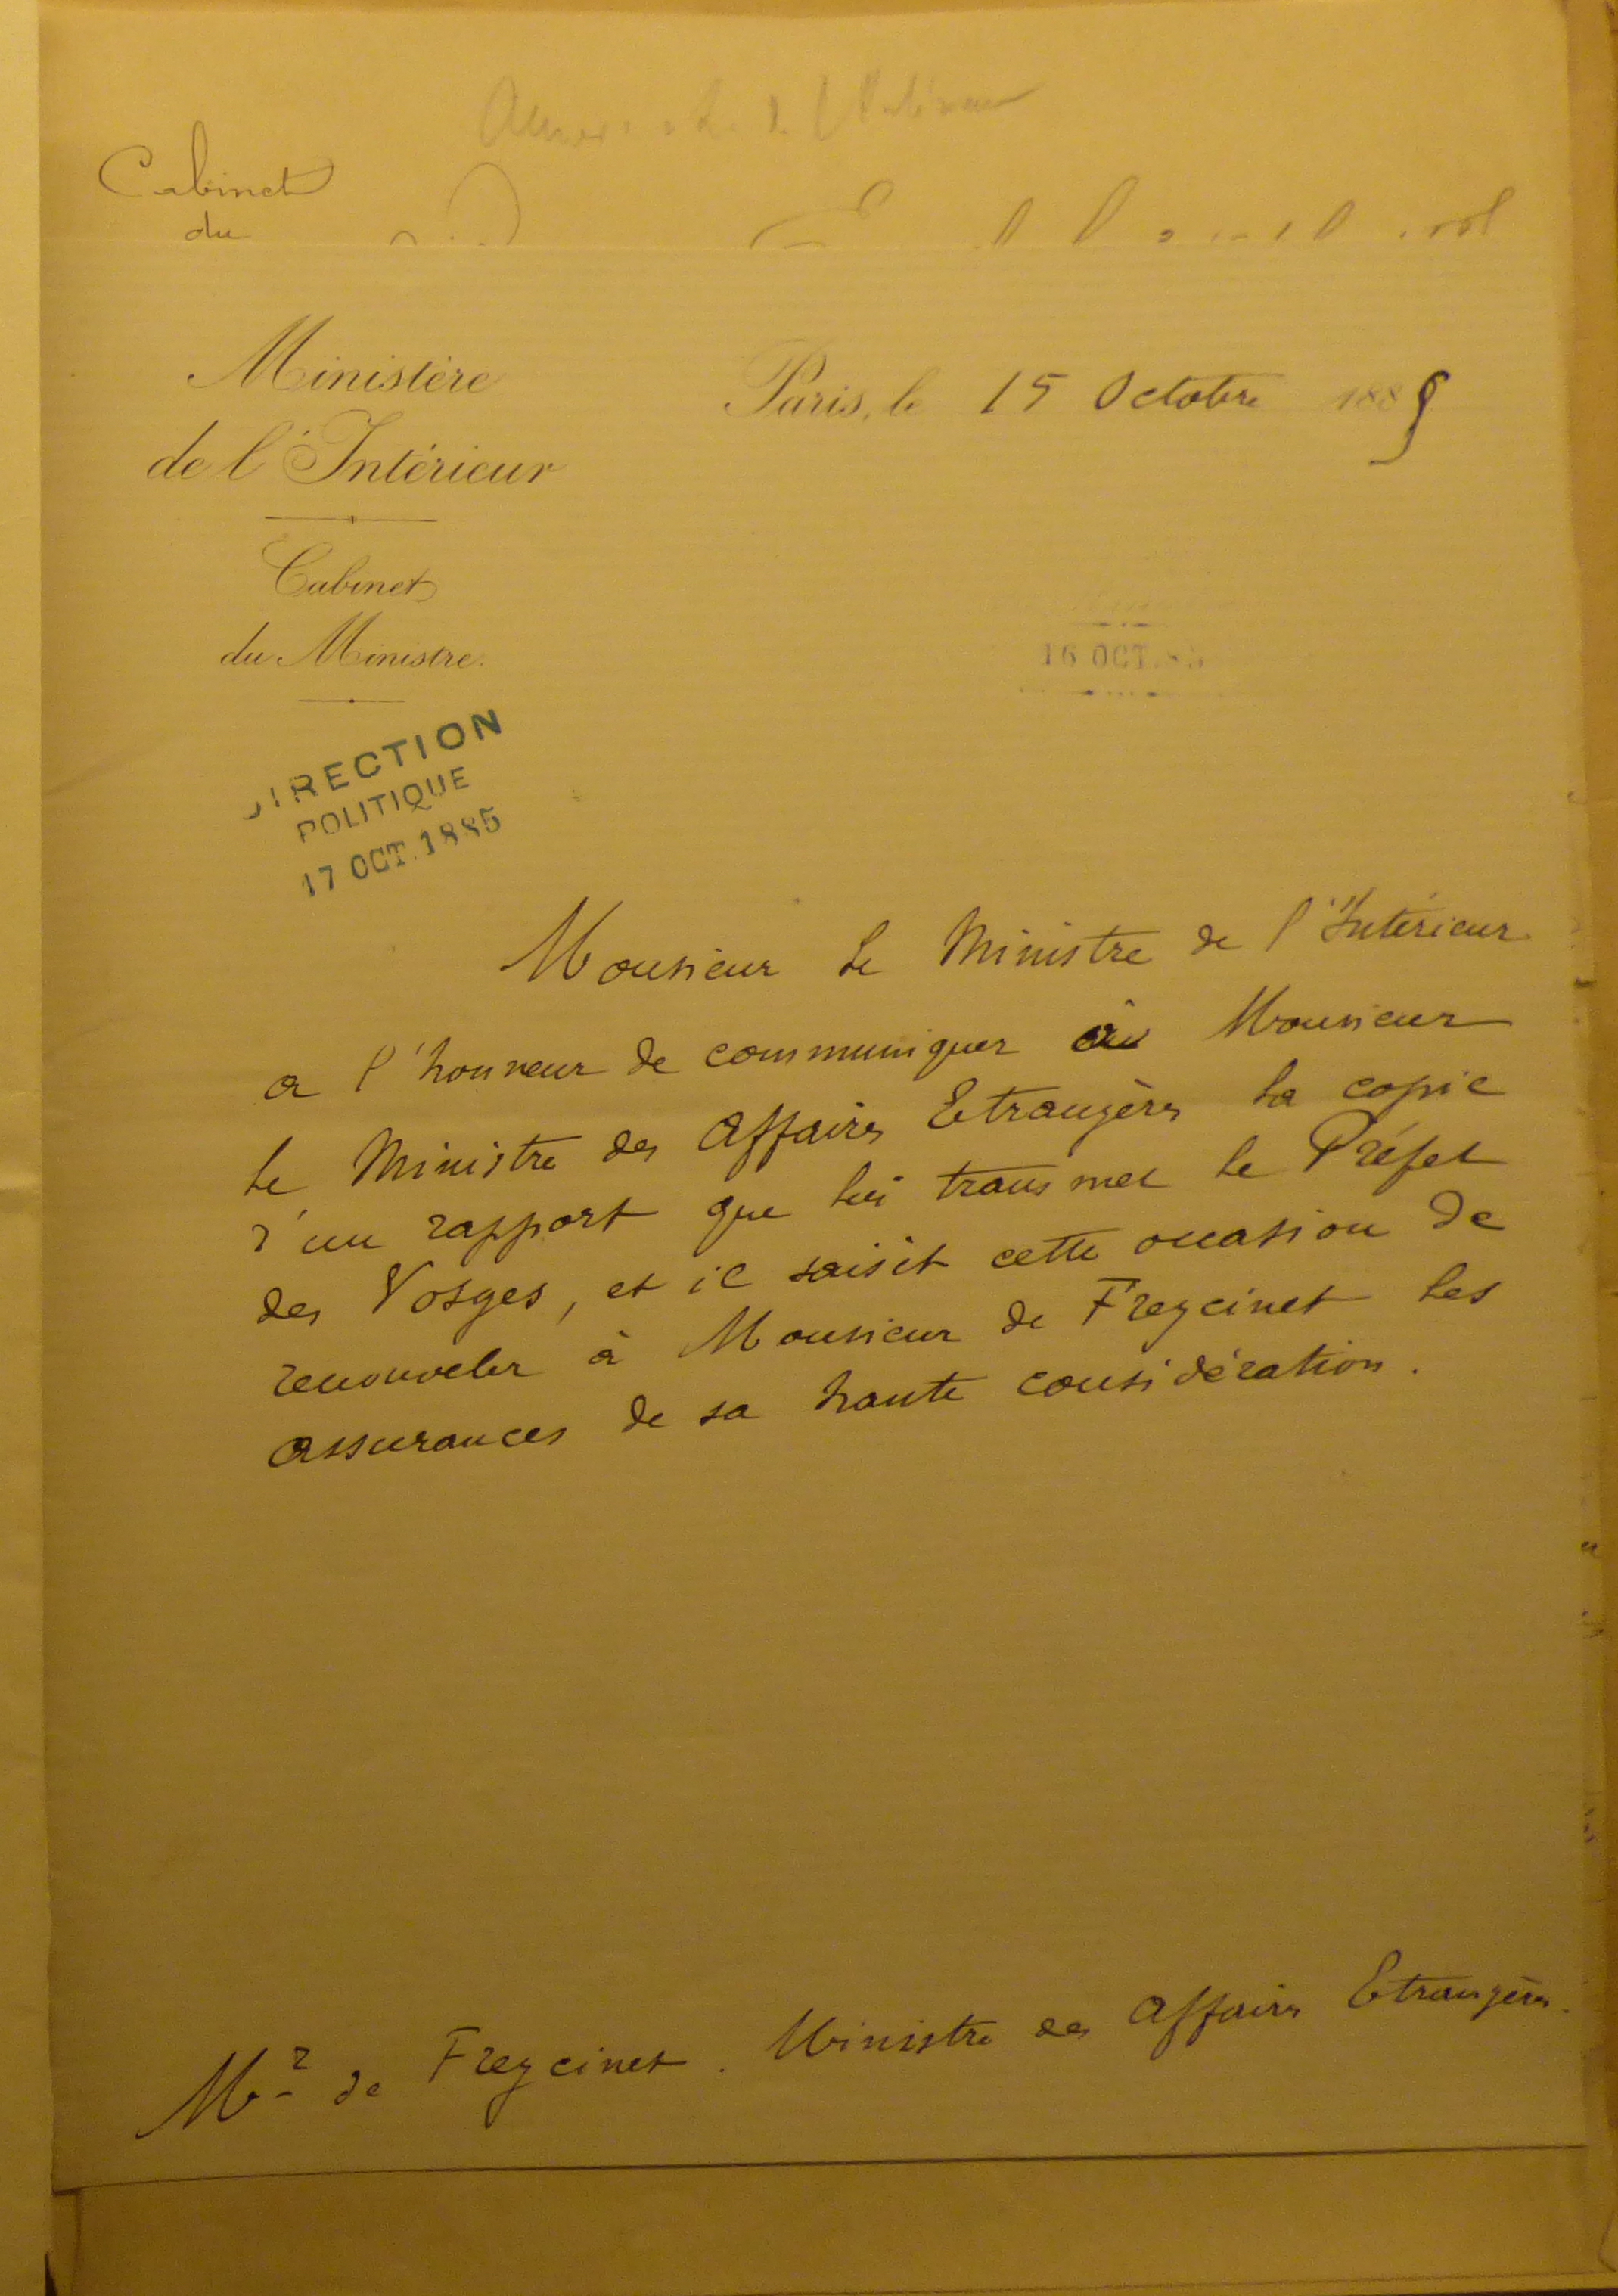 Cabinet
du
Ministère
de l'Intérieur
Paris, le 15 Octobre 1885
Cabinet
du Ministre.
16 OCT. 85
DIRECTION
POLITIQUE
17 OCT. 1885
Monsieur le Ministre de l'Intérieur
a l'honneur de communiquer à Monsieur
le Ministre des Affaires Etrangères la copie
d'un rapport que lui transmet le Préfet
des Vosges, et il saisit cette occasion de
renouveler à Monsieur de Freycinet les
assurances de sa haute considération.
Mr de Freycinet. Ministre des Affaires Etrangères.